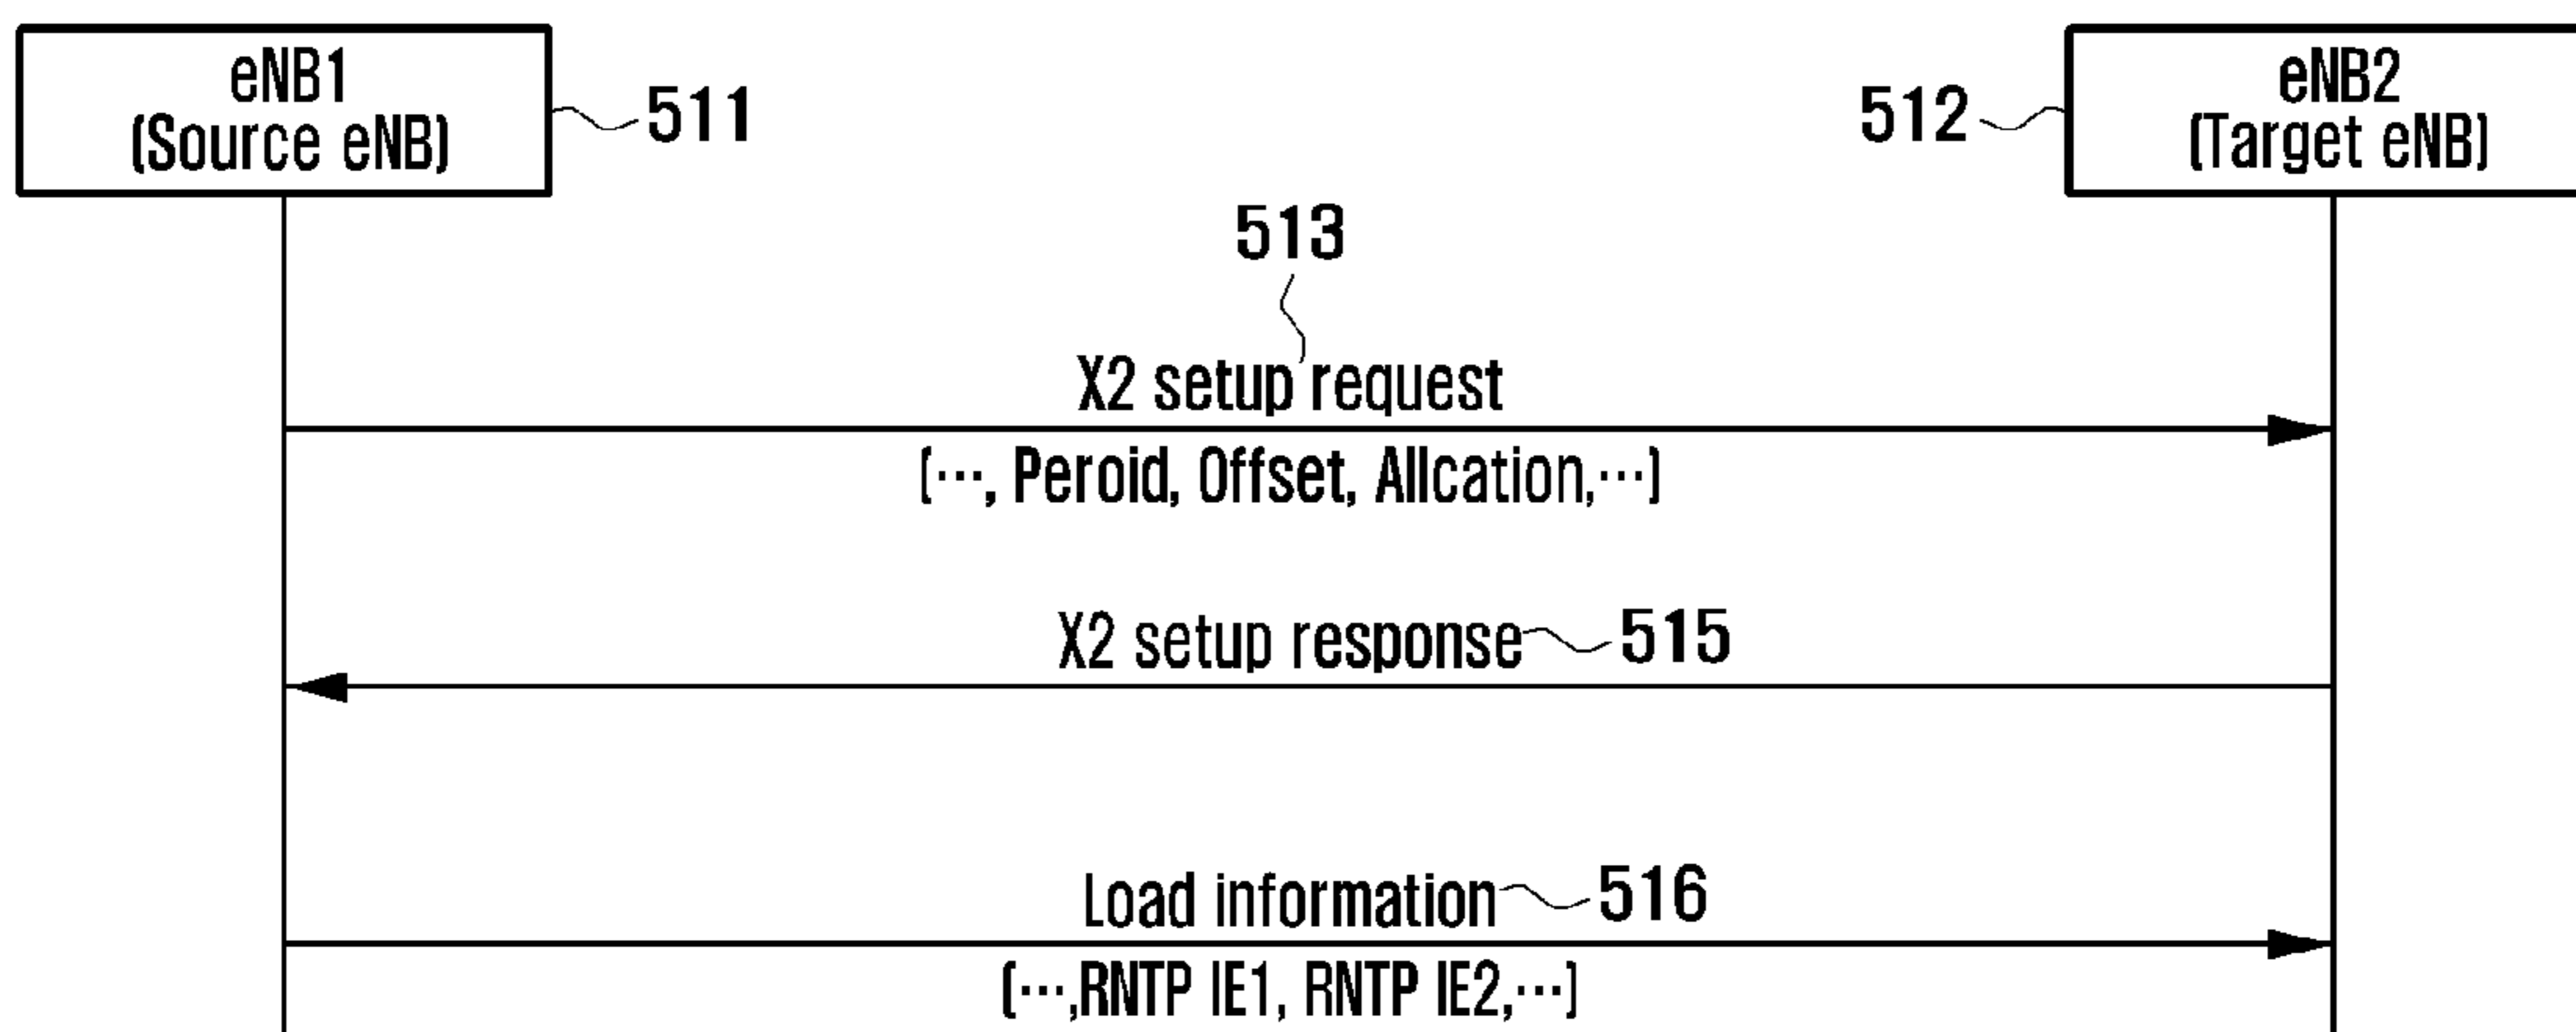 eNB1
(Source eNB)
511
512
eNB2
(Target eNB)
513
X2 setup request
(···, Peroid, Offset, Allcation,···)
X2 setup response 515
Load information 516
(···,RNTP IE1, RNTP IE2,···)